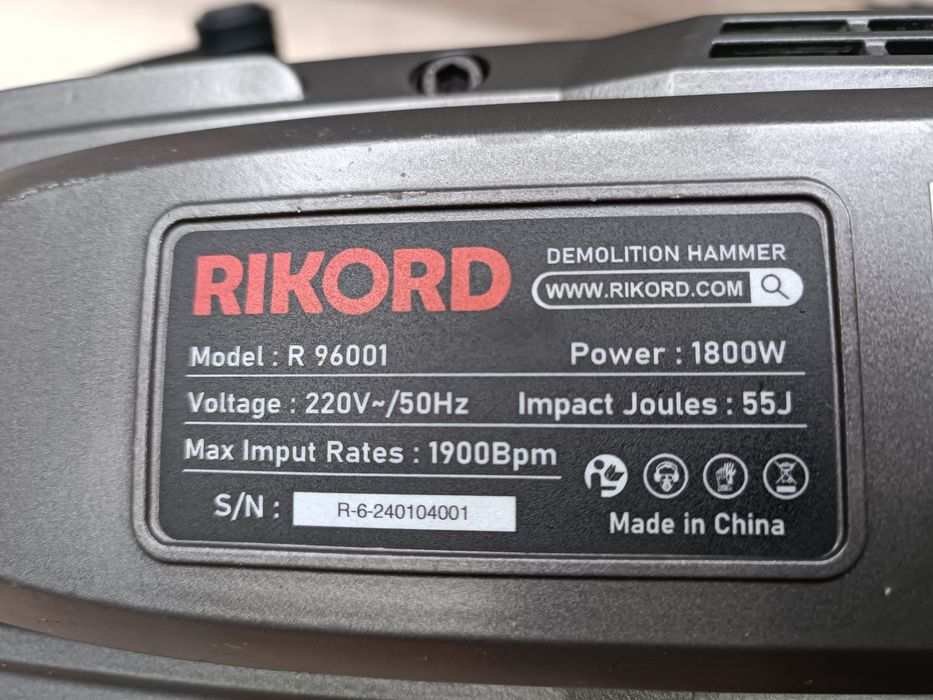 RIKORD
DEMOLITION HAMMER
WWW.RIKORD.COM
Model : R 96001
Power : 1800W
Voltage : 220V~/50Hz
Impact Joules : 55J
Max Imput Rates : 1900Bpm
S/N : R-6-240104001
Made in China